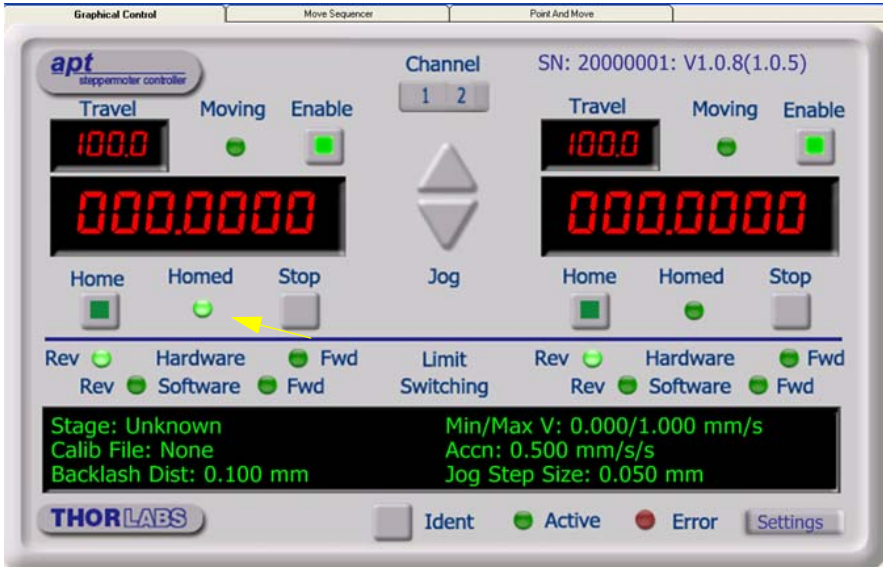 Graphical Control
Move Sequencer
Point And Move
apt
steppermoter controller
Channel
1 2
SN: 20000001: V1.0.8(1.0.5)
Travel
Moving
Enable
100.0
000.0000
Home
Homed
Stop
Jog
Travel
Moving
Enable
100.0
000.0000
Home
Homed
Stop
Rev Hardware Fwd
Rev Software Fwd
Limit
Switching
Rev Hardware Fwd
Rev Software Fwd
Stage: Unknown
Calib File: None
Backlash Dist: 0.100 mm
Min/Max V: 0.000/1.000 mm/s
Accn: 0.500 mm/s/s
Jog Step Size: 0.050 mm
THORLABS
Ident
Active
Error
Settings